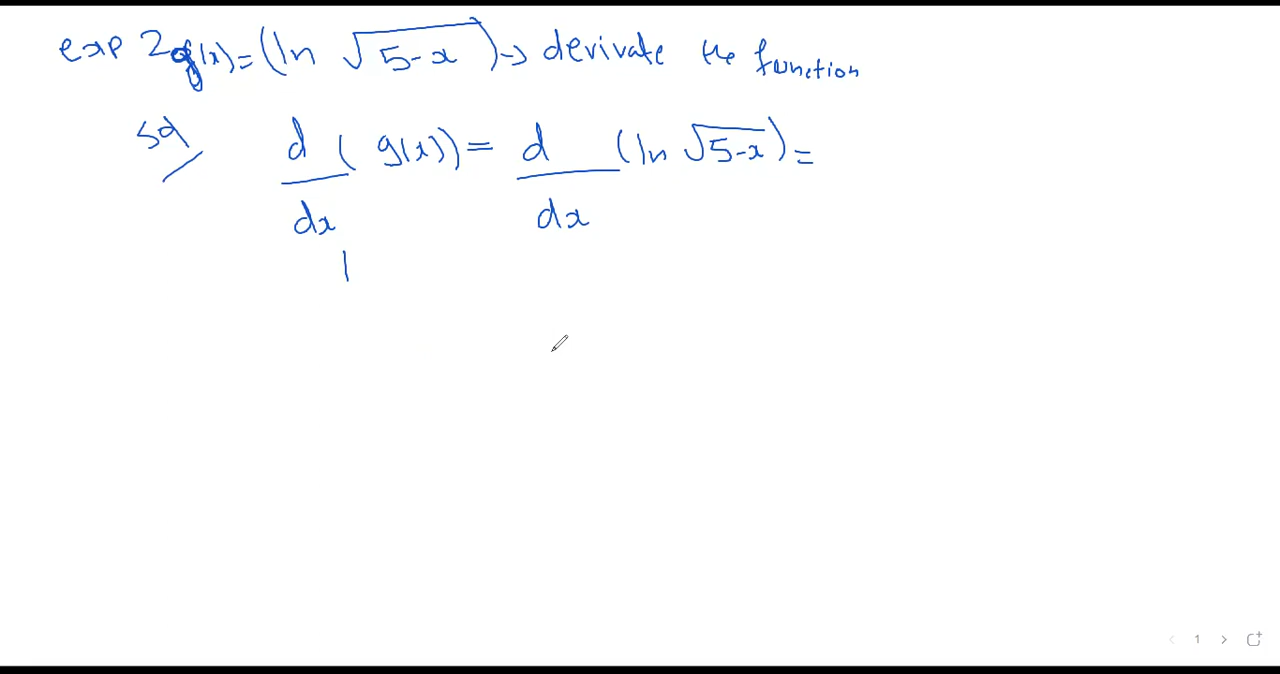 exp 2 g(x)=(ln √5-x) → derivate the function
sol d/dx (g(x)) = d/dx (ln √5-x) =
1